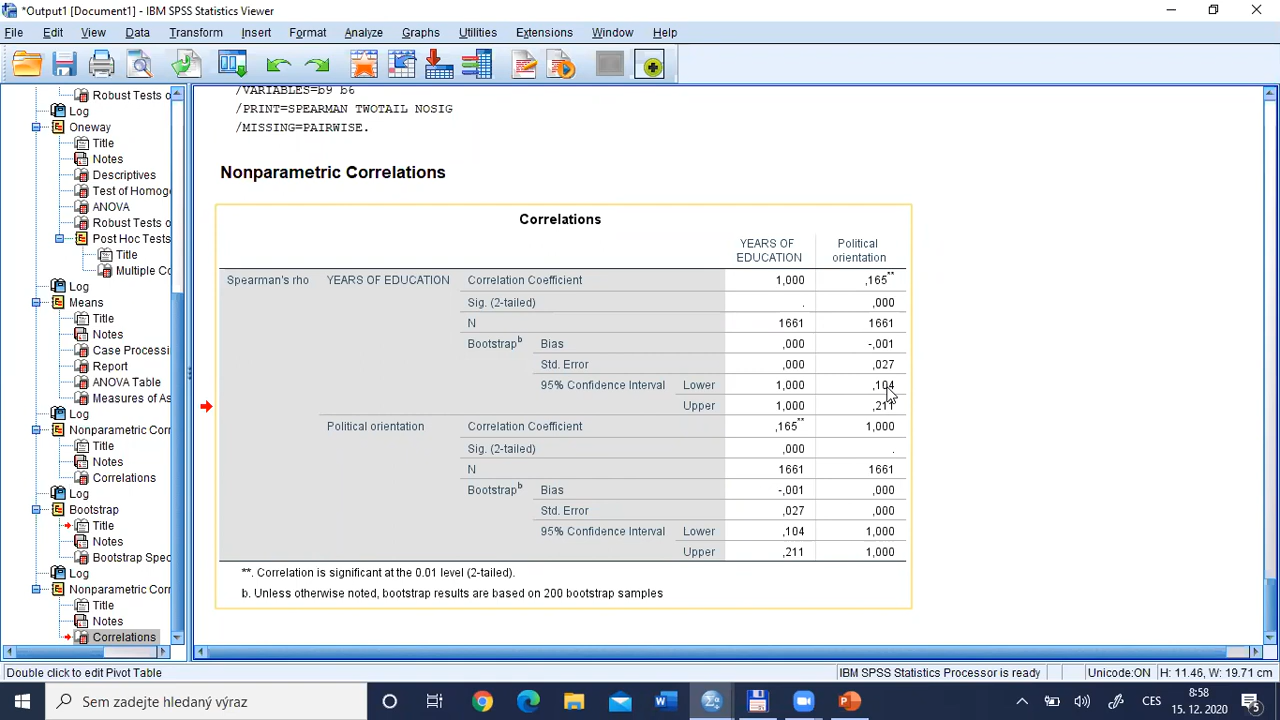 *Output1 [Document1] - IBM SPSS Statistics Viewer
File Edit View Data Transform Insert Format Analyze Graphs Utilities Extensions Window Help
Robust Tests o
Log
Oneway
Title
Notes
Descriptives
Test of Homoge
ANOVA
Robust Tests o
Post Hoc Tests
Title
Multiple Co
Log
Means
Title
Notes
Case Processi
Report
ANOVA Table
Measures of As
Log
Nonparametric Corr
Title
Notes
Correlations
Log
Bootstrap
Title
Notes
Bootstrap Spec
Log
Nonparametric Corr
Title
Notes
Correlations
/VARIABLES=b9 b6
/PRINT=SPEARMAN TWOTAIL NOSIG
/MISSING=PAIRWISE.
Nonparametric Correlations
Correlations
YEARS OF EDUCATION Political orientation
Spearman's rho YEARS OF EDUCATION Correlation Coefficient 1,000 ,165**
Sig. (2-tailed) . ,000
N 1661 1661
Bootstrap b Bias ,000 -,001
Std. Error ,000 ,027
95% Confidence Interval Lower 1,000 ,104
Upper 1,000 ,211
Political orientation Correlation Coefficient ,165** 1,000
Sig. (2-tailed) ,000 .
N 1661 1661
Bootstrap b Bias -,001 ,000
Std. Error ,027 ,000
95% Confidence Interval Lower ,104 1,000
Upper ,211 1,000
**. Correlation is significant at the 0.01 level (2-tailed).
b. Unless otherwise noted, bootstrap results are based on 200 bootstrap samples
Double click to edit Pivot Table IBM SPSS Statistics Processor is ready Unicode:ON H: 11.46, W: 19.71 cm
Sem zadejte hledaný výraz CES 8:58
15. 12. 2020 5